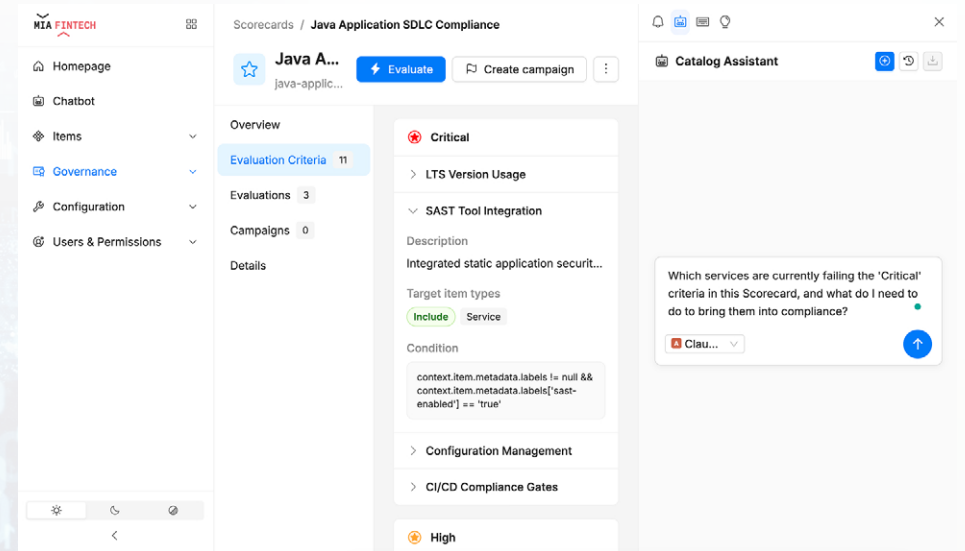 MIA FINTECH
Homepage
Chatbot
Items
Governance
Configuration
Users & Permissions
Scorecards / Java Application SDLC Compliance
Java A...
java-applic...
Evaluate
Create campaign
Overview
Evaluation Criteria 11
Evaluations 3
Campaigns 0
Details
Critical
LTS Version Usage
SAST Tool Integration
Description
Integrated static application securit...
Target item types
Include Service
Condition
context.item.metadata.labels != null &&
context.item.metadata.labels['sast-
enabled'] == 'true'
Configuration Management
CI/CD Compliance Gates
High
Catalog Assistant
Which services are currently failing the 'Critical'
criteria in this Scorecard, and what do I need to
do to bring them into compliance?
Clau...